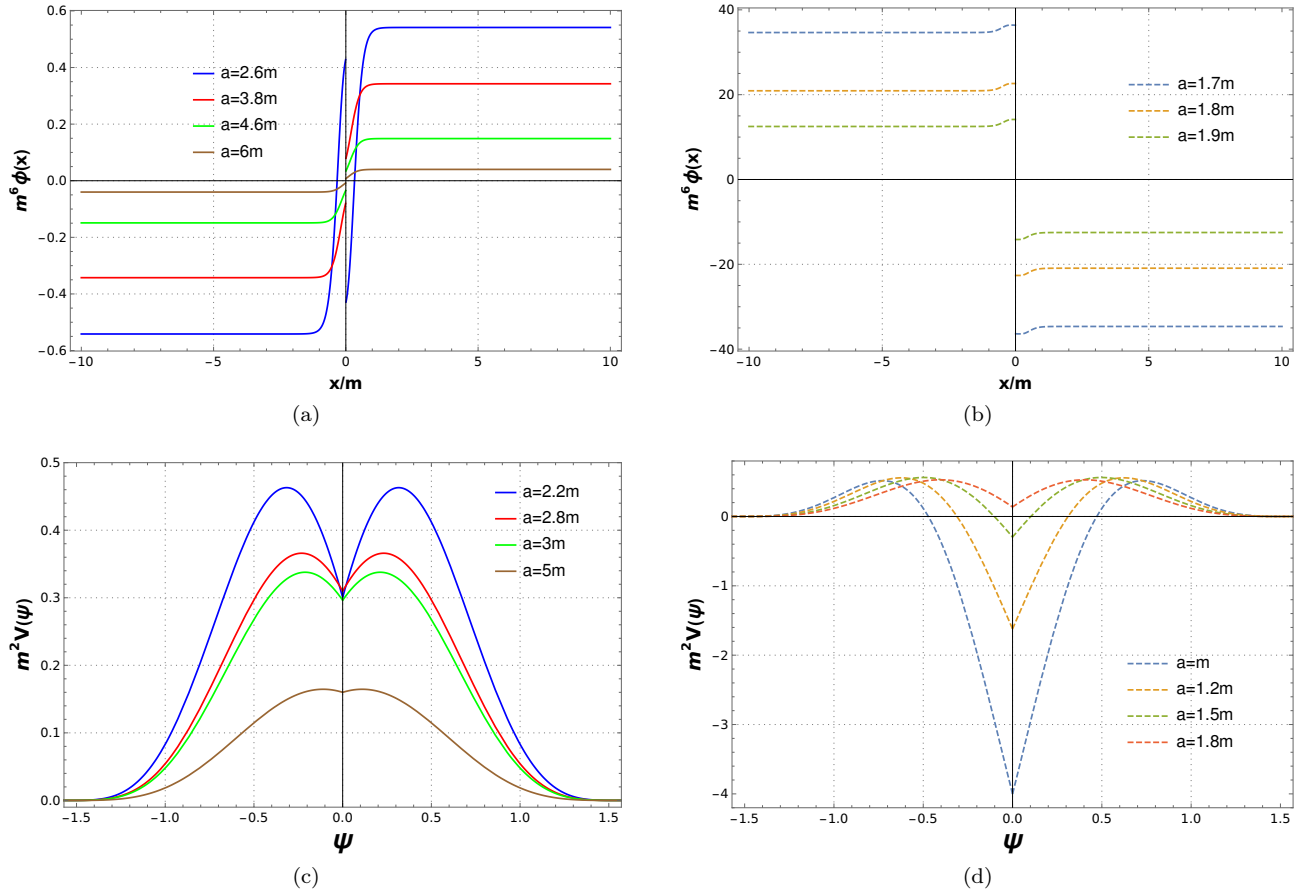 0.6
0.4
0.2
0.0
−0.2
−0.4
−0.6
m⁶ ϕ(x)
a=2.6m
a=3.8m
a=4.6m
a=6m
−10 −5 0 5 10
x/m
(a)
40
20
0
−20
−40
m⁶ ϕ(x)
a=1.7m
a=1.8m
a=1.9m
−10 −5 0 5 10
x/m
(b)
0.5
0.4
0.3
0.2
0.1
0.0
m² V(ψ)
a=2.2m
a=2.8m
a=3m
a=5m
−1.5 −1.0 −0.5 0.0 0.5 1.0 1.5
ψ
(c)
0
−1
−2
−3
−4
m² V(ψ)
a=m
a=1.2m
a=1.5m
a=1.8m
−1.5 −1.0 −0.5 0.0 0.5 1.0 1.5
ψ
(d)